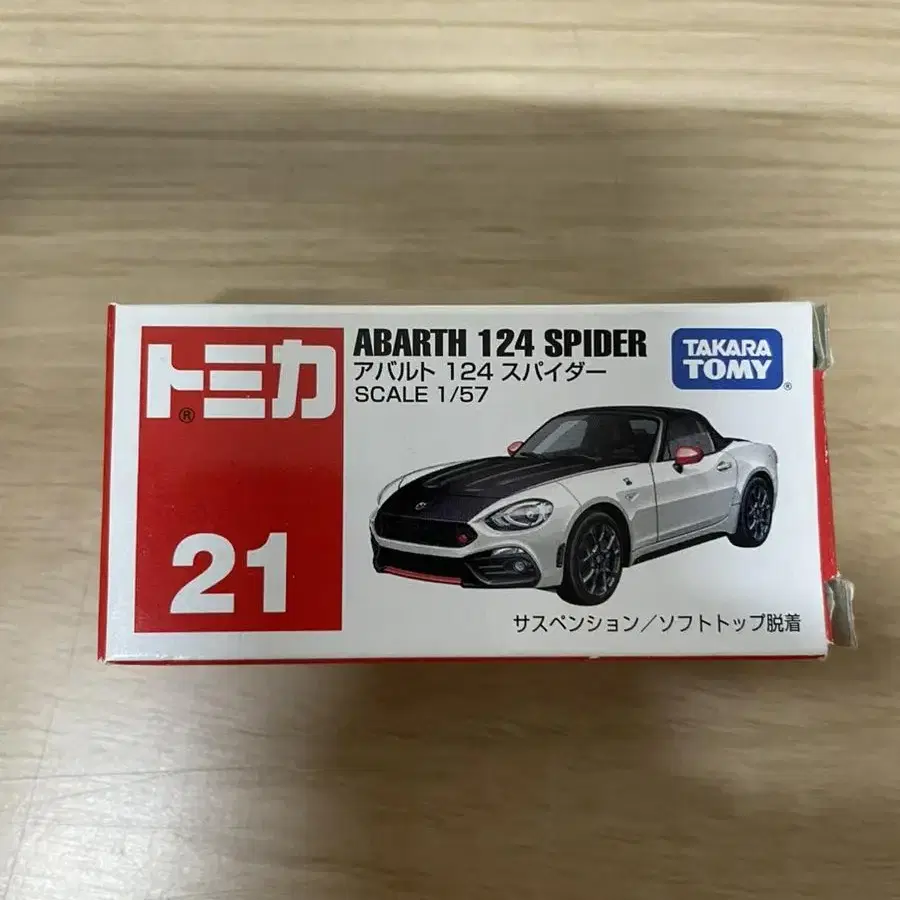 トミカ
®
21
ABARTH 124 SPIDER
アバルト 124 スパイダー
SCALE 1/57
TAKARA
TOMY
®
サスペンション/ソフトトップ脱着